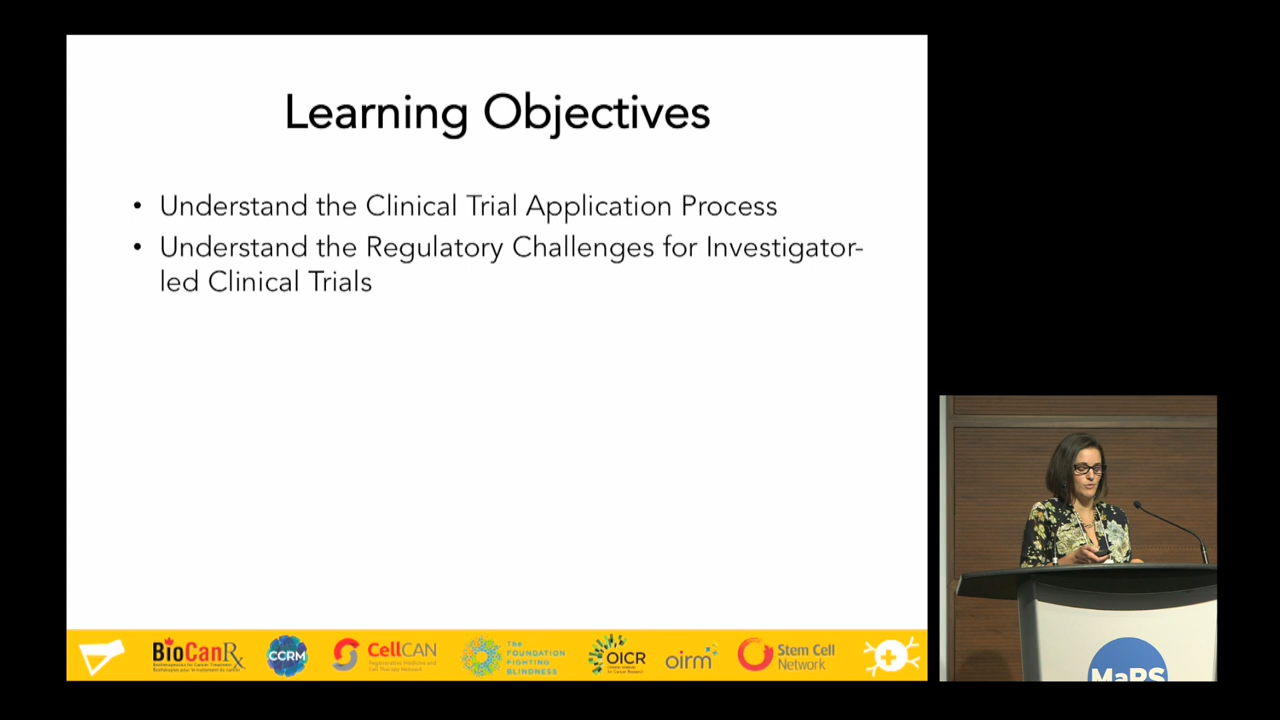 Learning Objectives
• Understand the Clinical Trial Application Process
• Understand the Regulatory Challenges for Investigator-
led Clinical Trials
BioCanRx
CCRM
CellCAN
Regenerative Medicine and
Cell Therapy Network
THE
FOUNDATION
FIGHTING
BLINDNESS
OICR
oirm
Stem Cell
Network
MaRS